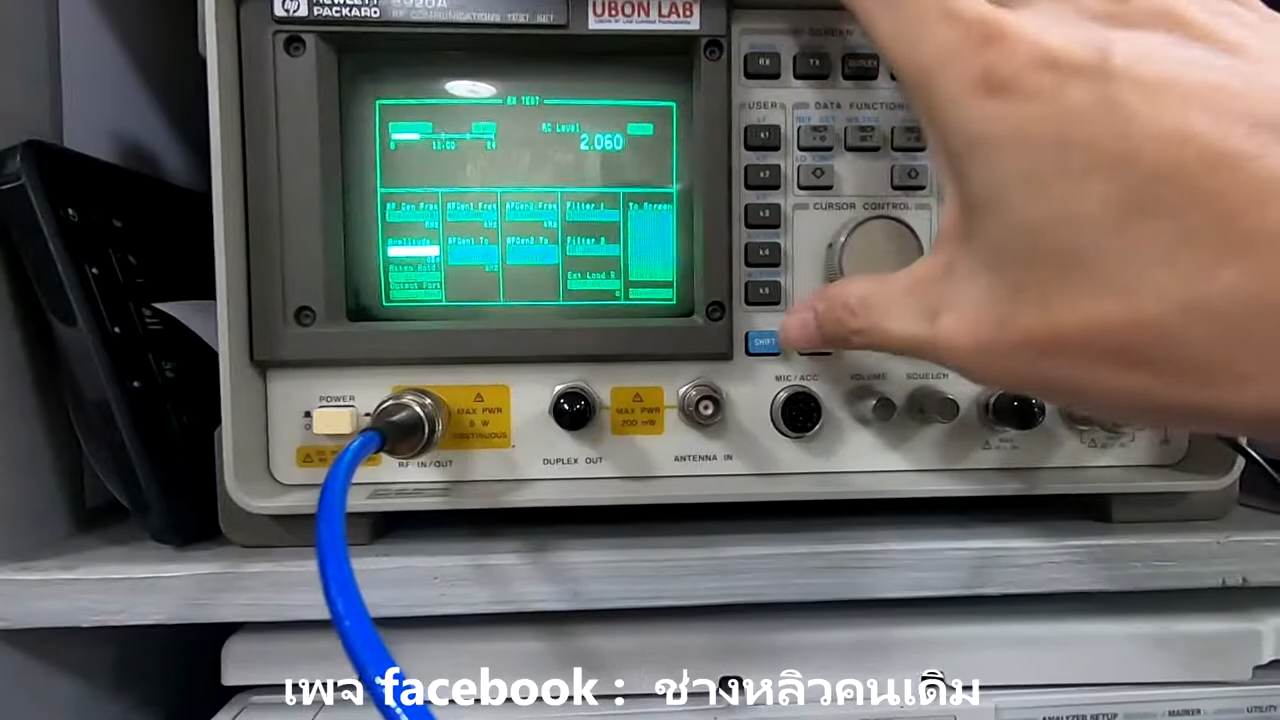 hp HEWLETT PACKARD 8920A
RF COMMUNICATIONS TEST SET
UBON LAB
RX TEST
AC Level
2.060
RF Gen Freq
AFGen1 Freq
AFGen2 Freq
Filter 1
To Screen
kHz
Amplitude
AFGen1 To
AFGen2 To
Filter 2
Atten Hold
Output Port
Ext Load R
SCREEN
RX
TX
DUPLEX
USER
DATA FUNCTION
k1
k2
k3
k4
k5
CURSOR CONTROL
SHIFT
POWER
MAX PWR
CONTINUOUS
RF IN/OUT
DUPLEX OUT
MAX PWR
200 mW
ANTENNA IN
MIC/ACC
VOLUME
SQUELCH
ANALYZER SETUP
MARKER
UTILITY
เพจ facebook : ช่างหลิวคนเดิม